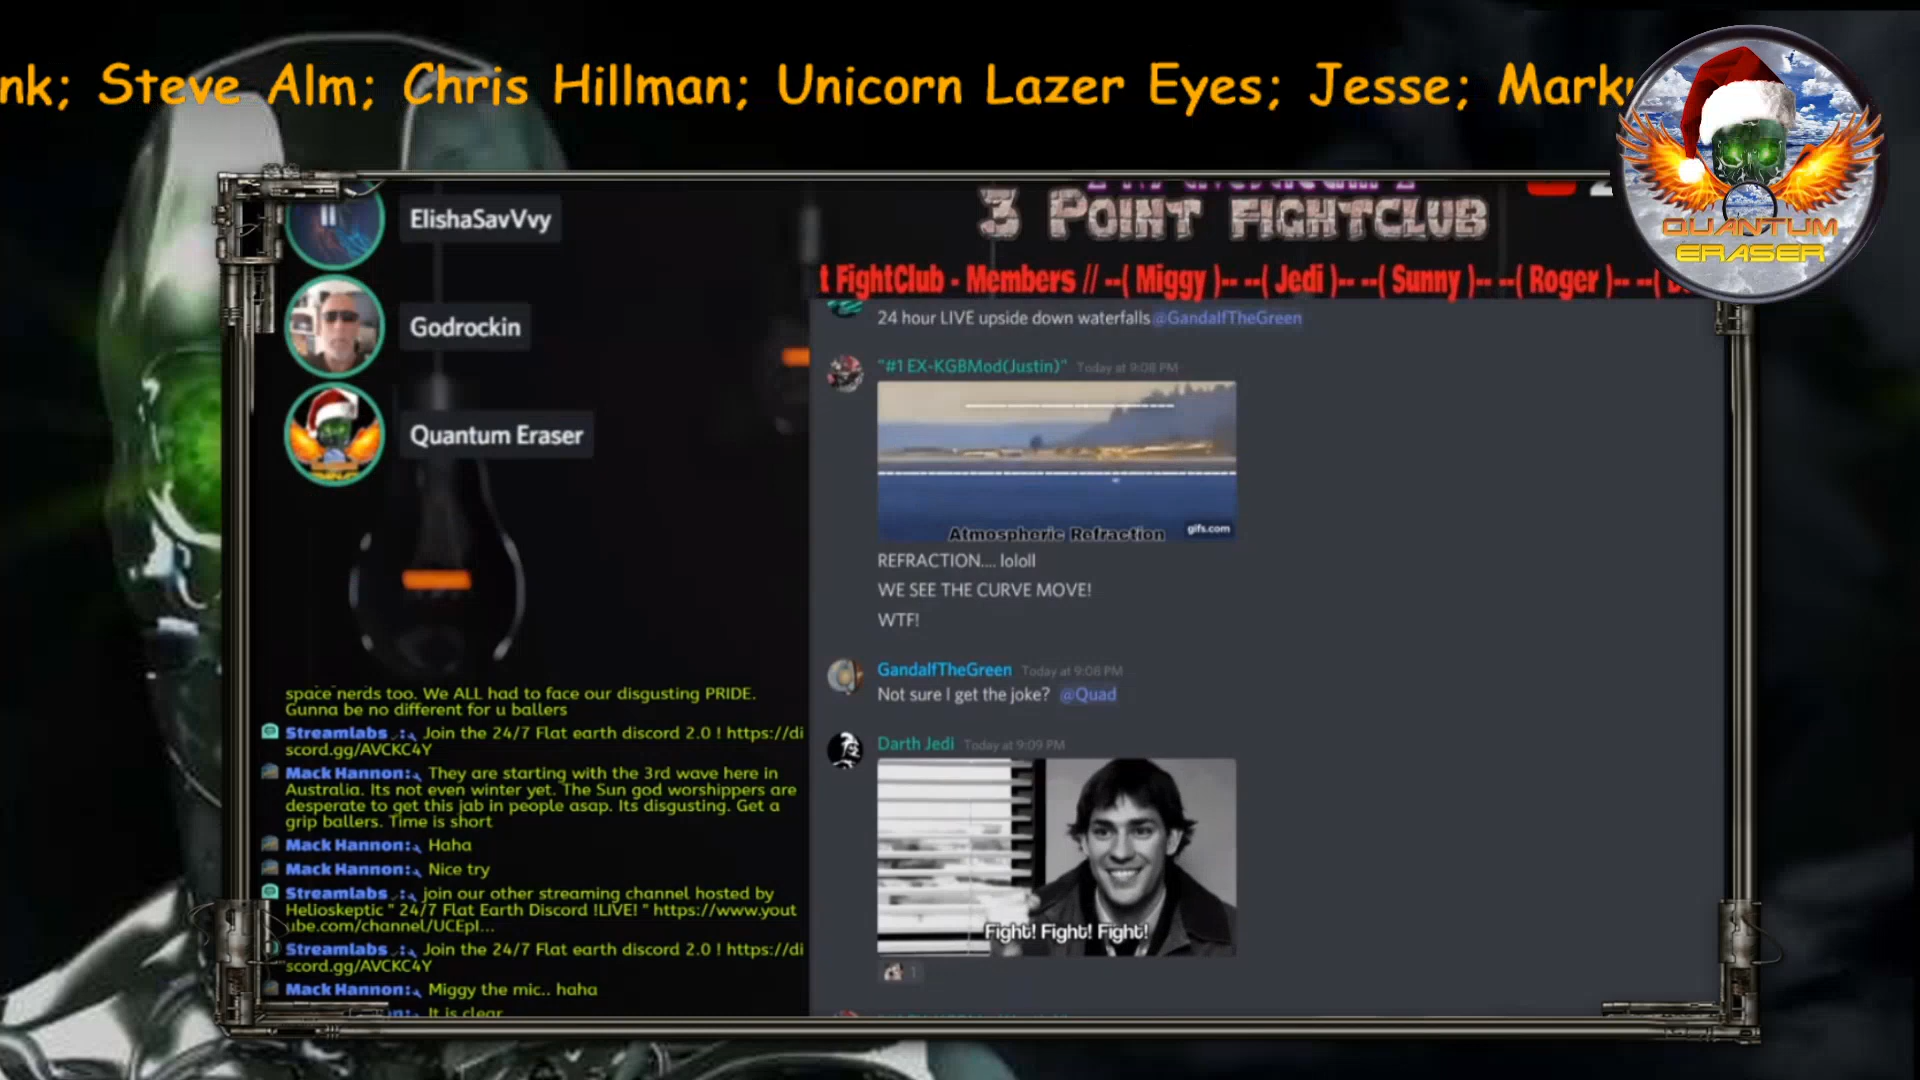 nk; Steve Alm; Chris Hillman; Unicorn Lazer Eyes; Jesse; Mark
QUANTUM
ERASER
ElishaSavVvy
Godrockin
Quantum Eraser
space nerds too. We ALL had to face our disgusting PRIDE.
Gunna be no different for u ballers
Streamlabs : Join the 24/7 Flat earth discord 2.0 ! https://di
scord.gg/AVCKC4Y
Mack Hannon: They are starting with the 3rd wave here in
Australia. Its not even winter yet. The Sun god worshippers are
desperate to get this jab in people asap. Its disgusting. Get a
grip ballers. Time is short
Mack Hannon: Haha
Mack Hannon: Nice try
Streamlabs : join our other streaming channel hosted by
Helioskeptic " 24/7 Flat Earth Discord !LIVE! " https://www.yout
ube.com/channel/UCEpI...
Streamlabs : Join the 24/7 Flat earth discord 2.0 ! https://di
scord.gg/AVCKC4Y
Mack Hannon: Miggy the mic.. haha
It is clear
3 POINT FIGHTCLUB
t FightClub - Members // --( Miggy )-- --( Jedi )-- --( Sunny )-- --( Roger )-- --(
24 hour LIVE upside down waterfalls @GandalfTheGreen
"#1 EX-KGBMod(Justin)" Today at 9:08 PM
Atmospheric Refraction
gifs.com
REFRACTION.... lololl
WE SEE THE CURVE MOVE!
WTF!
GandalfTheGreen Today at 9:08 PM
Not sure I get the joke? @Quad
Darth Jedi Today at 9:09 PM
Fight! Fight! Fight!
1